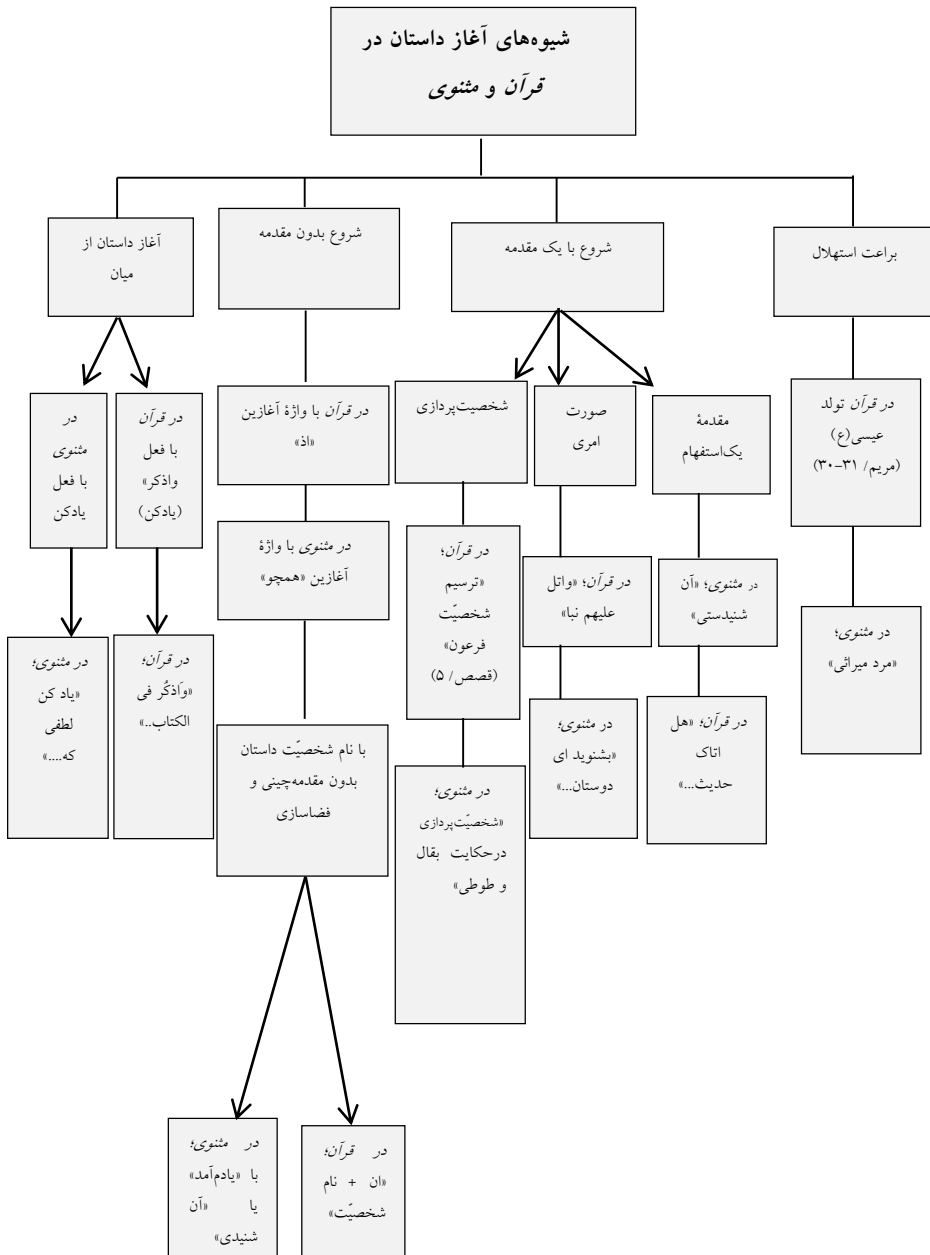 شیوه‌های آغاز داستان در
قرآن و مثنوی
براعت استهلال
شروع با یک مقدمه
شروع بدون مقدمه
آغاز داستان از
میان
در قرآن تولد
عیسی(ع)
(مریم/ ۳۱-۳۰)
مقدمۀ
یک‌استفهام
صورت
امری
شخصیت‌پردازی
در قرآن با واژۀ آغازین
«اذ»
در قرآن
با فعل
واذکر»
(یادکن)
در
مثنوی
با فعل
یادکن
در مثنوی؛
«مرد میراثی»
در مثنوی؛ «آن
شنیدستی»
در قرآن؛ «واتل
علیهم نبا»
در قرآن؛
«ترسیم
شخصیّت
فرعون»
(قصص/ ۵)
در مثنوی با واژۀ
آغازین «همچو»
در قرآن؛
«وَاذکُر فی
الکتاب..»
در مثنوی؛
«یاد کن
لطفی
که....»
در قرآن؛ «هل
اتاک
حدیث...»
در مثنوی؛
«بشنوید ای
دوستان...»
در مثنوی؛
«شخصیّت‌پردازی
درحکایت بقال
و طوطی»
با نام شخصیّت داستان
بدون مقدمه‌چینی و
فضاسازی
در قرآن؛
«ان + نام
شخصیّت»
در مثنوی؛
با «یادم‌آمد»
یا «آن
شنیدی»